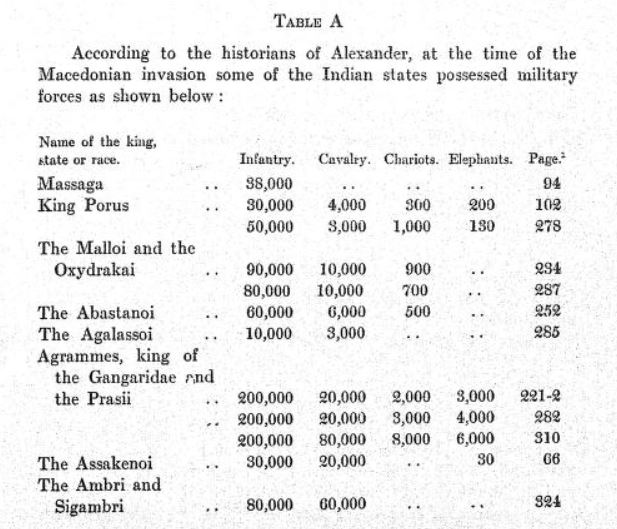 TABLE A
According to the historians of Alexander, at the time of the
Macedonian invasion some of the Indian states possessed military
forces as shown below :
Name of the king,
state or race. Infantry. Cavalry. Chariots. Elephants. Page.²
Massaga .. 38,000 .. .. .. 94
King Porus .. 30,000 4,000 300 200 102
50,000 3,000 1,000 130 278
The Malloi and the
Oxydrakai .. 90,000 10,000 900 .. 234
80,000 10,000 700 .. 287
The Abastanoi .. 60,000 6,000 500 .. 252
The Agalassoi .. 10,000 3,000 .. .. 285
Agrammes, king of
the Gangaridae and
the Prasii .. 200,000 20,000 2,000 3,000 221-2
.. 200,000 20,000 3,000 4,000 282
200,000 80,000 8,000 6,000 310
The Assakenoi .. 30,000 20,000 .. 30 66
The Ambri and
Sigambri .. 80,000 60,000 .. .. 324